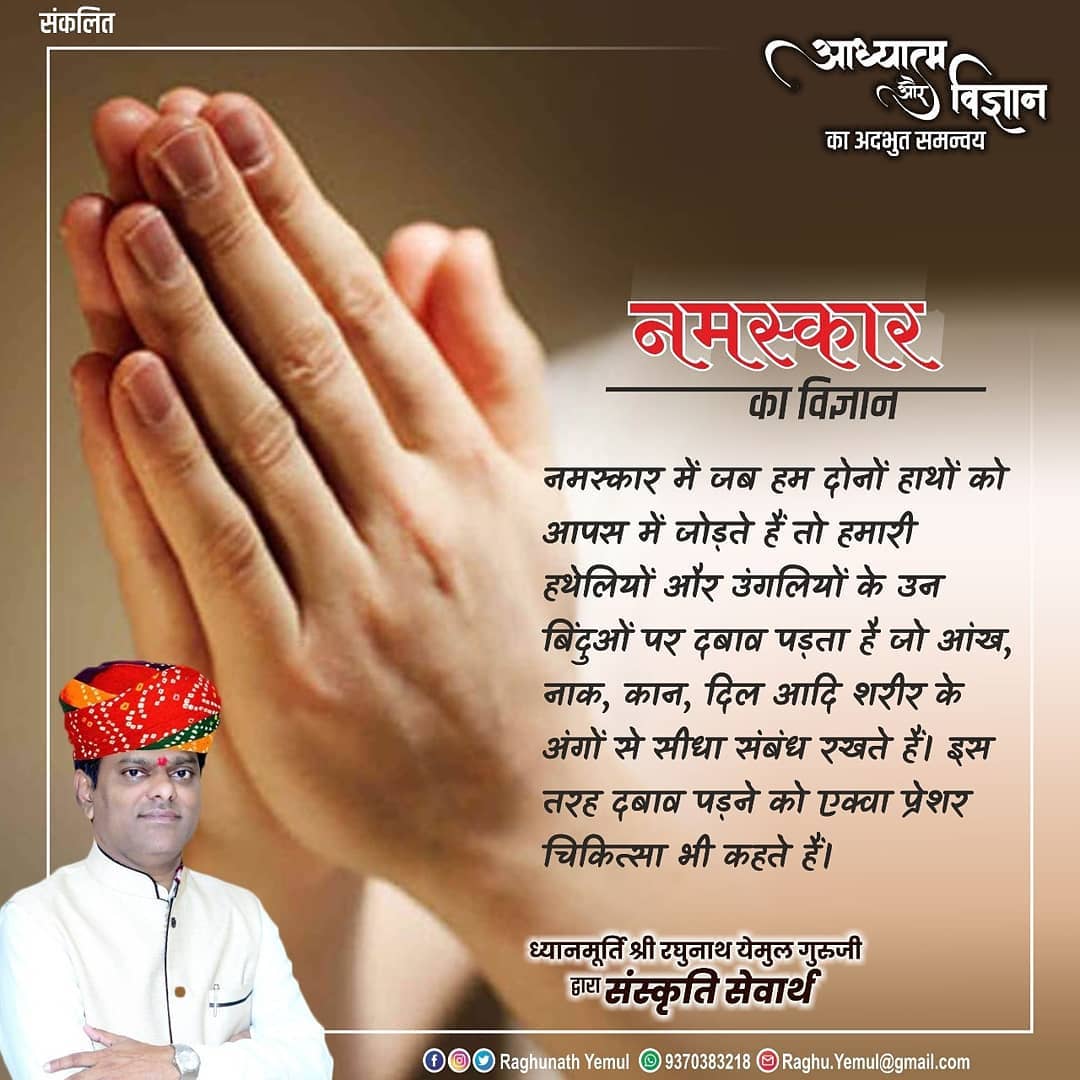 संकलित
आध्यात्म
और विज्ञान
का अदभुत समन्वय
नमस्कार
का विज्ञान
नमस्कार में जब हम दोनों हाथों को
आपस में जोड़ते हैं तो हमारी
हथेलियों और उंगलियों के उन
बिंदुओं पर दबाव पड़ता है जो आंख,
नाक, कान, दिल आदि शरीर के
अंगों से सीधा संबंध रखते हैं। इस
तरह दबाव पड़ने को एक्वा प्रेशर
चिकित्सा भी कहते हैं।
ध्यानमूर्ति श्री रघुनाथ येमुल गुरुजी
द्वारा संस्कृति सेवार्थ
Raghunath Yemul 9370383218 Raghu.Yemul@gmail.com